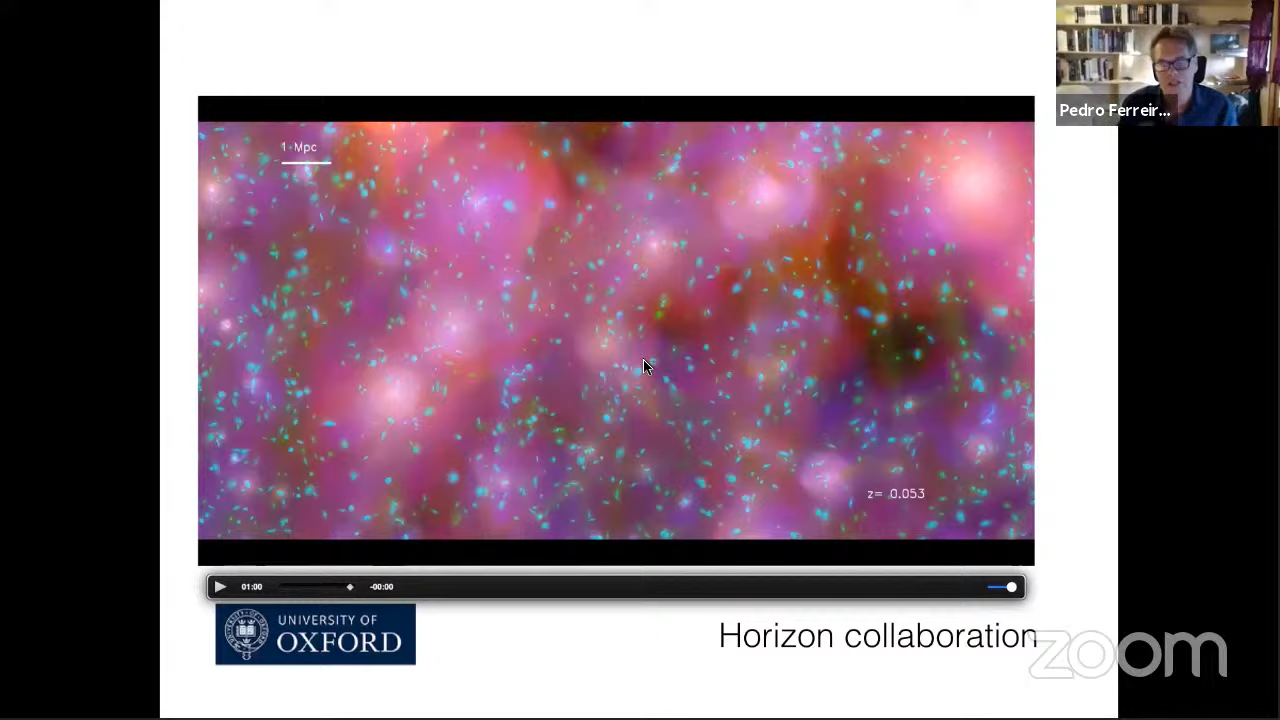 Pedro Ferreir...
1 Mpc
z= 0.053
01:00
-00:00
UNIVERSITY OF
OXFORD
Horizon collaboration
zoom